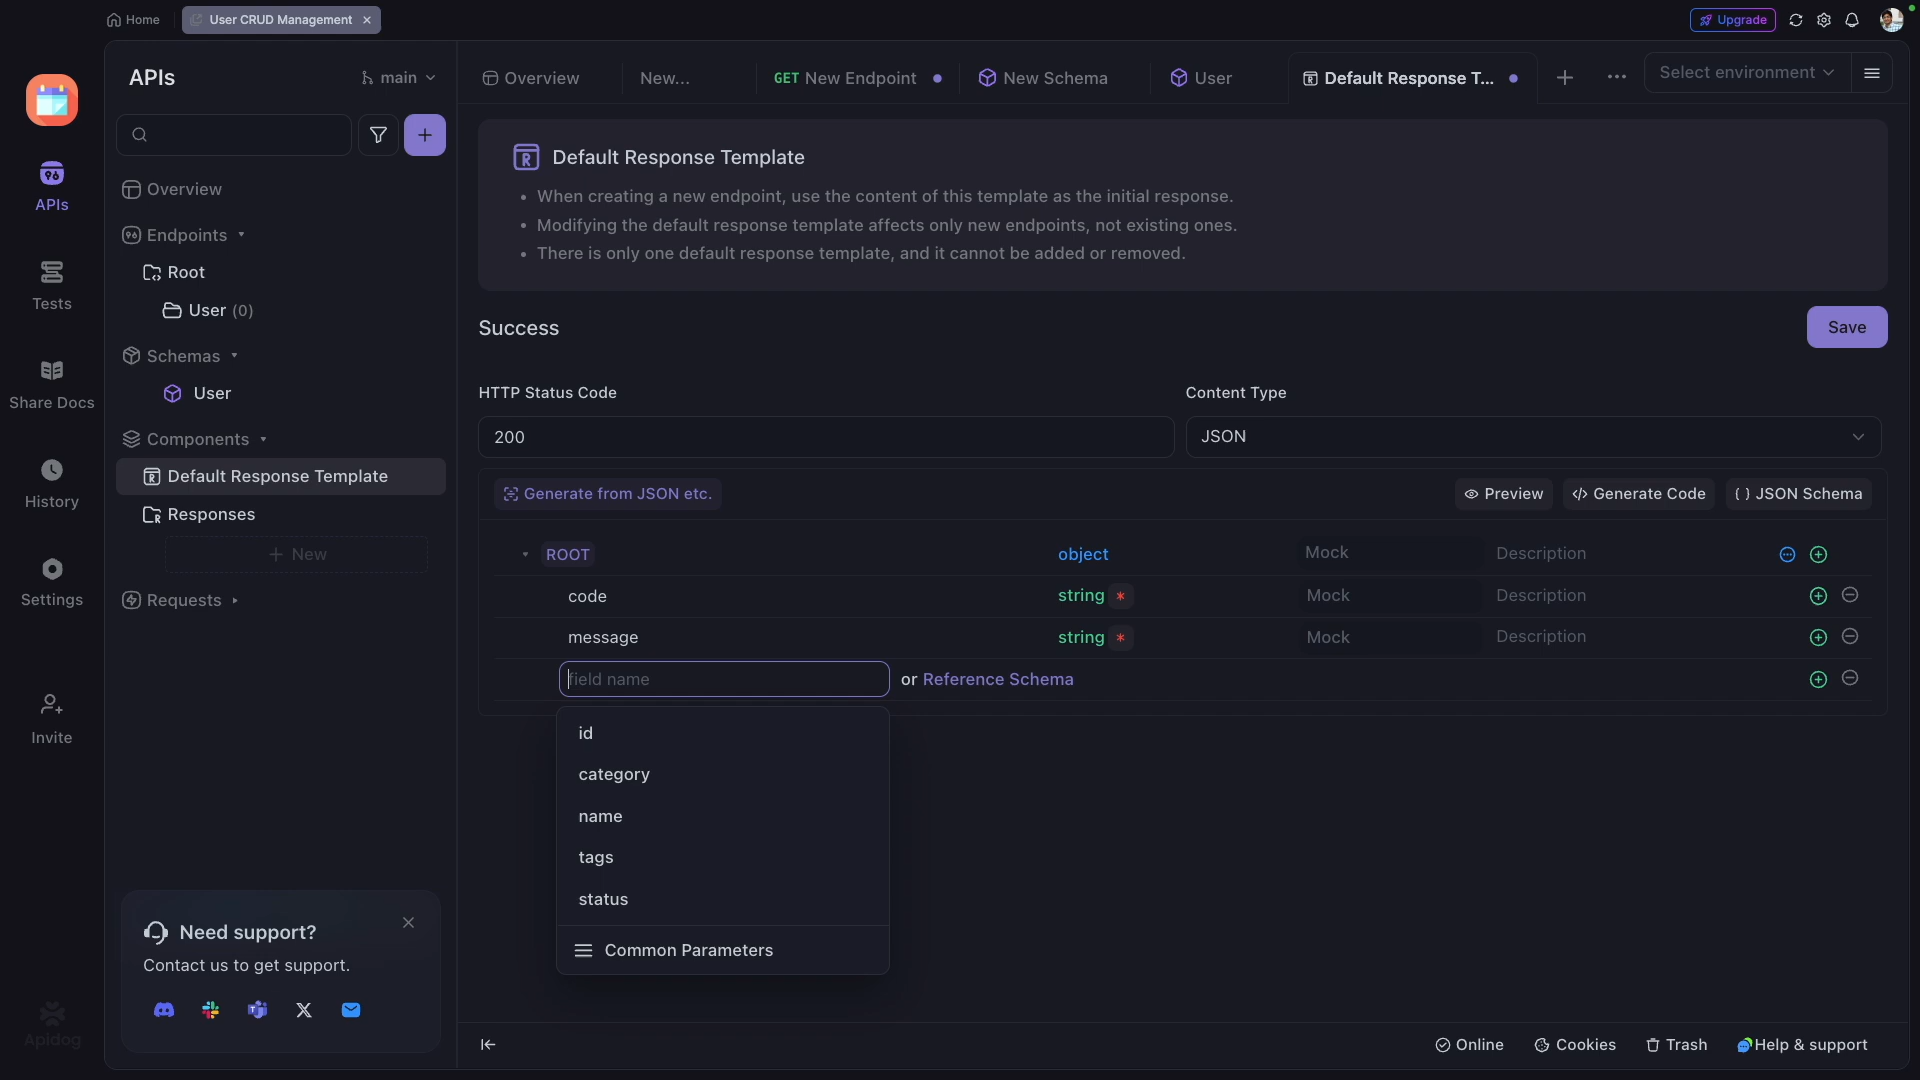 Home
User CRUD Management
Upgrade
APIs
main
Overview
New...
GET New Endpoint
New Schema
User
Default Response T...
Select environment
APIs
Tests
Share Docs
History
Settings
Invite
Apidog
Overview
Endpoints
Root
User (0)
Schemas
User
Components
Default Response Template
Responses
+ New
Requests
Need support?
Contact us to get support.
Default Response Template
• When creating a new endpoint, use the content of this template as the initial response.
• Modifying the default response template affects only new endpoints, not existing ones.
• There is only one default response template, and it cannot be added or removed.
Success
Save
HTTP Status Code
Content Type
200
JSON
Generate from JSON etc.
Preview
</> Generate Code
{ } JSON Schema
ROOT object Mock Description
code string * Mock Description
message string * Mock Description
field name or Reference Schema
id
category
name
tags
status
Common Parameters
Online
Cookies
Trash
Help & support